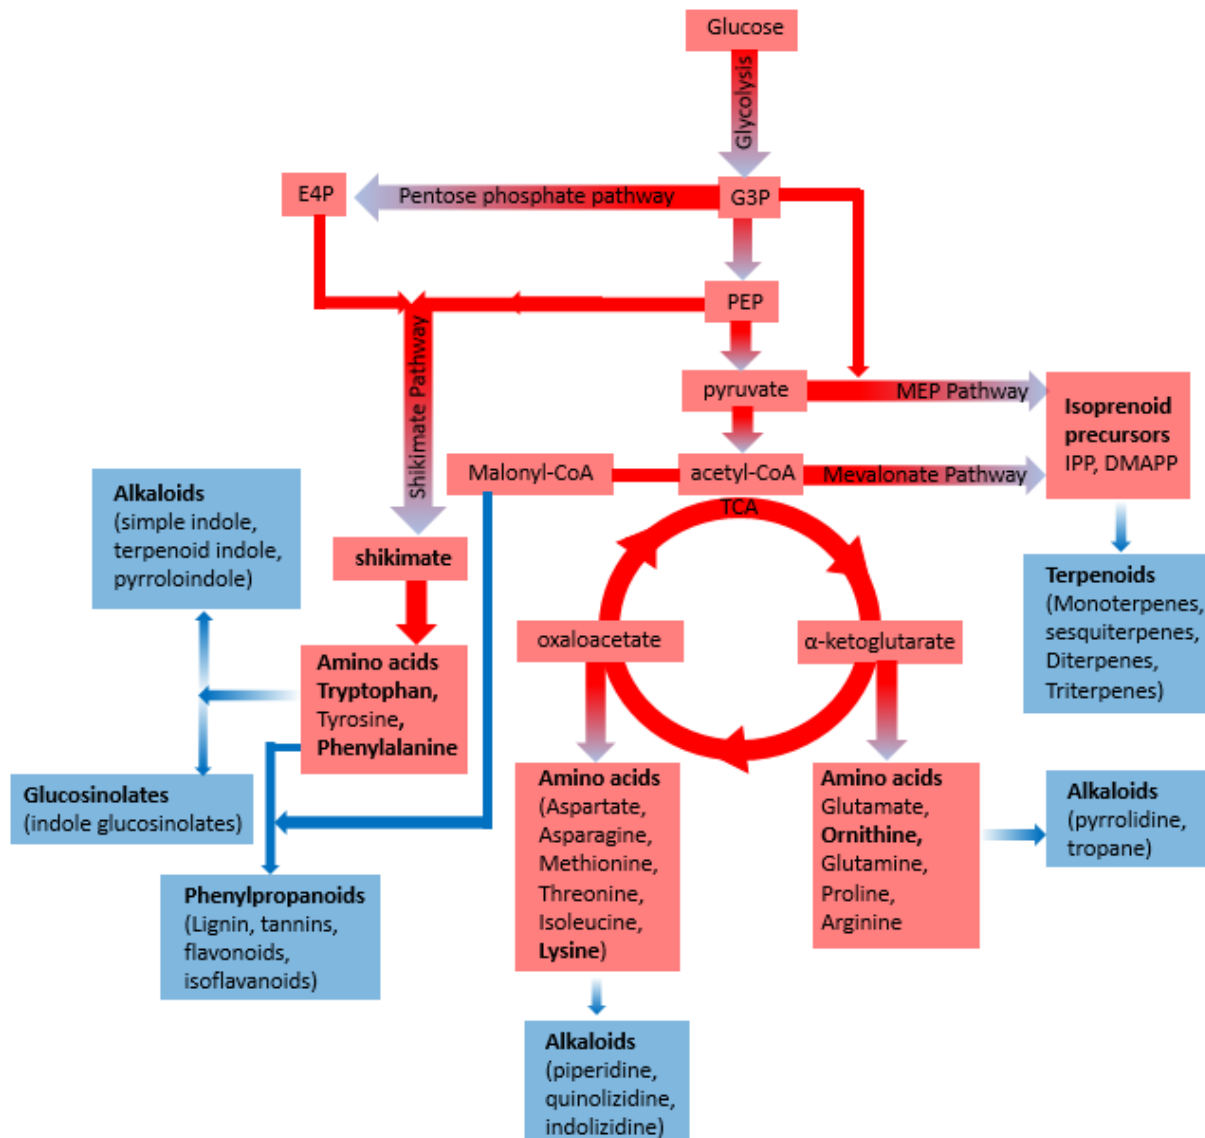 Glucose
Glycolysis
E4P
Pentose phosphate pathway
G3P
PEP
Shikimate Pathway
pyruvate
MEP Pathway
Isoprenoid
precursors
IPP, DMAPP
Malonyl-CoA
acetyl-CoA
Mevalonate Pathway
TCA
Alkaloids
(simple indole,
terpenoid indole,
pyrroloindole)
shikimate
Terpenoids
(Monoterpenes,
sesquiterpenes,
Diterpenes,
Triterpenes)
oxaloacetate
α-ketoglutarate
Amino acids
Tryptophan,
Tyrosine,
Phenylalanine
Glucosinolates
(indole glucosinolates)
Amino acids
(Aspartate,
Asparagine,
Methionine,
Threonine,
Isoleucine,
Lysine)
Amino acids
Glutamate,
Ornithine,
Glutamine,
Proline,
Arginine
Alkaloids
(pyrrolidine,
tropane)
Phenylpropanoids
(Lignin, tannins,
flavonoids,
isoflavanoids)
Alkaloids
(piperidine,
quinolizidine,
indolizidine)